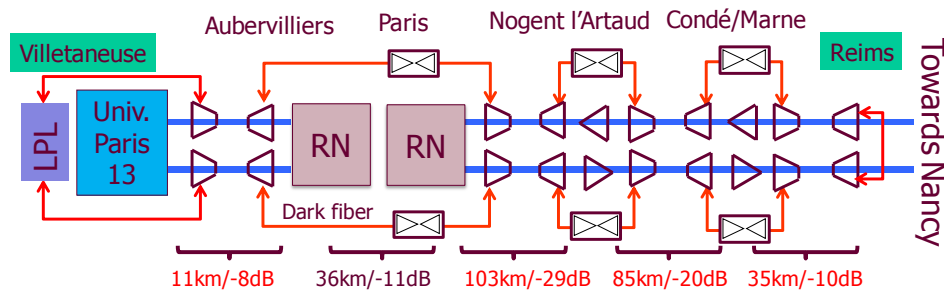 Aubervilliers
Paris
Nogent l’Artaud
Condé/Marne
Villetaneuse
Reims
LPL
Univ.
Paris
13
RN
RN
Towards Nancy
Dark fiber
11km/-8dB
36km/-11dB
103km/-29dB
85km/-20dB
35km/-10dB